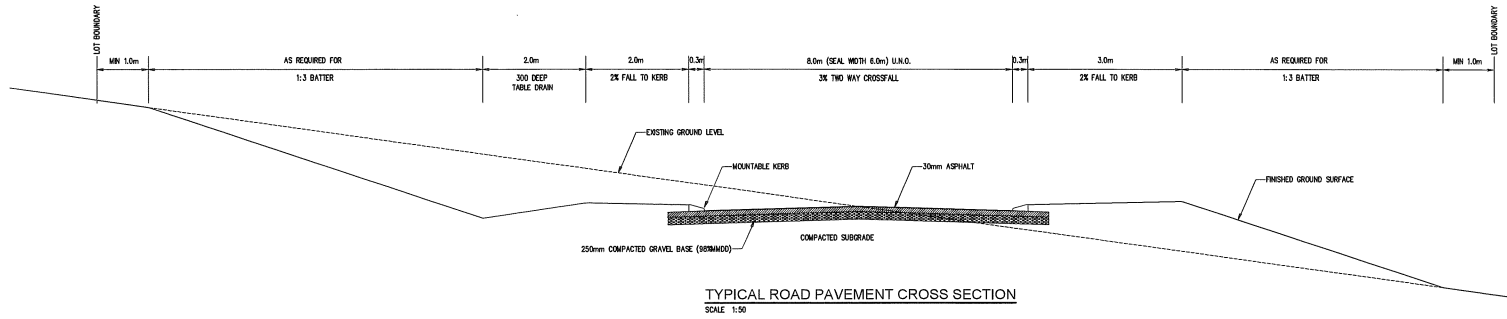 LOT BOUNDARY
LOT BOUNDARY
MIN 1.0m
AS REQUIRED FOR
1:3 BATTER
2.0m
300 DEEP
TABLE DRAIN
2.0m
2% FALL TO KERB
0.3m
8.0m (SEAL WIDTH 6.0m) U.N.O.
3% TWO WAY CROSSFALL
0.3m
3.0m
2% FALL TO KERB
AS REQUIRED FOR
1:3 BATTER
MIN 1.0m
EXISTING GROUND LEVEL
MOUNTABLE KERB
30mm ASPHALT
FINISHED GROUND SURFACE
COMPACTED SUBGRADE
250mm COMPACTED GRAVEL BASE (98%MMDD)
TYPICAL ROAD PAVEMENT CROSS SECTION
SCALE 1:50